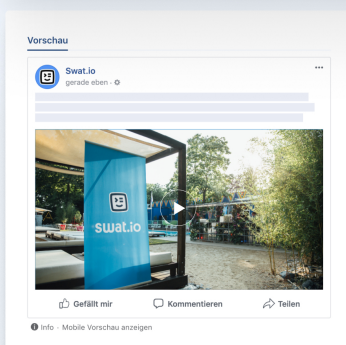 Vorschau
Swat.io
gerade eben ·
swat.io
Gefällt mir
Kommentieren
Teilen
Info · Mobile Vorschau anzeigen